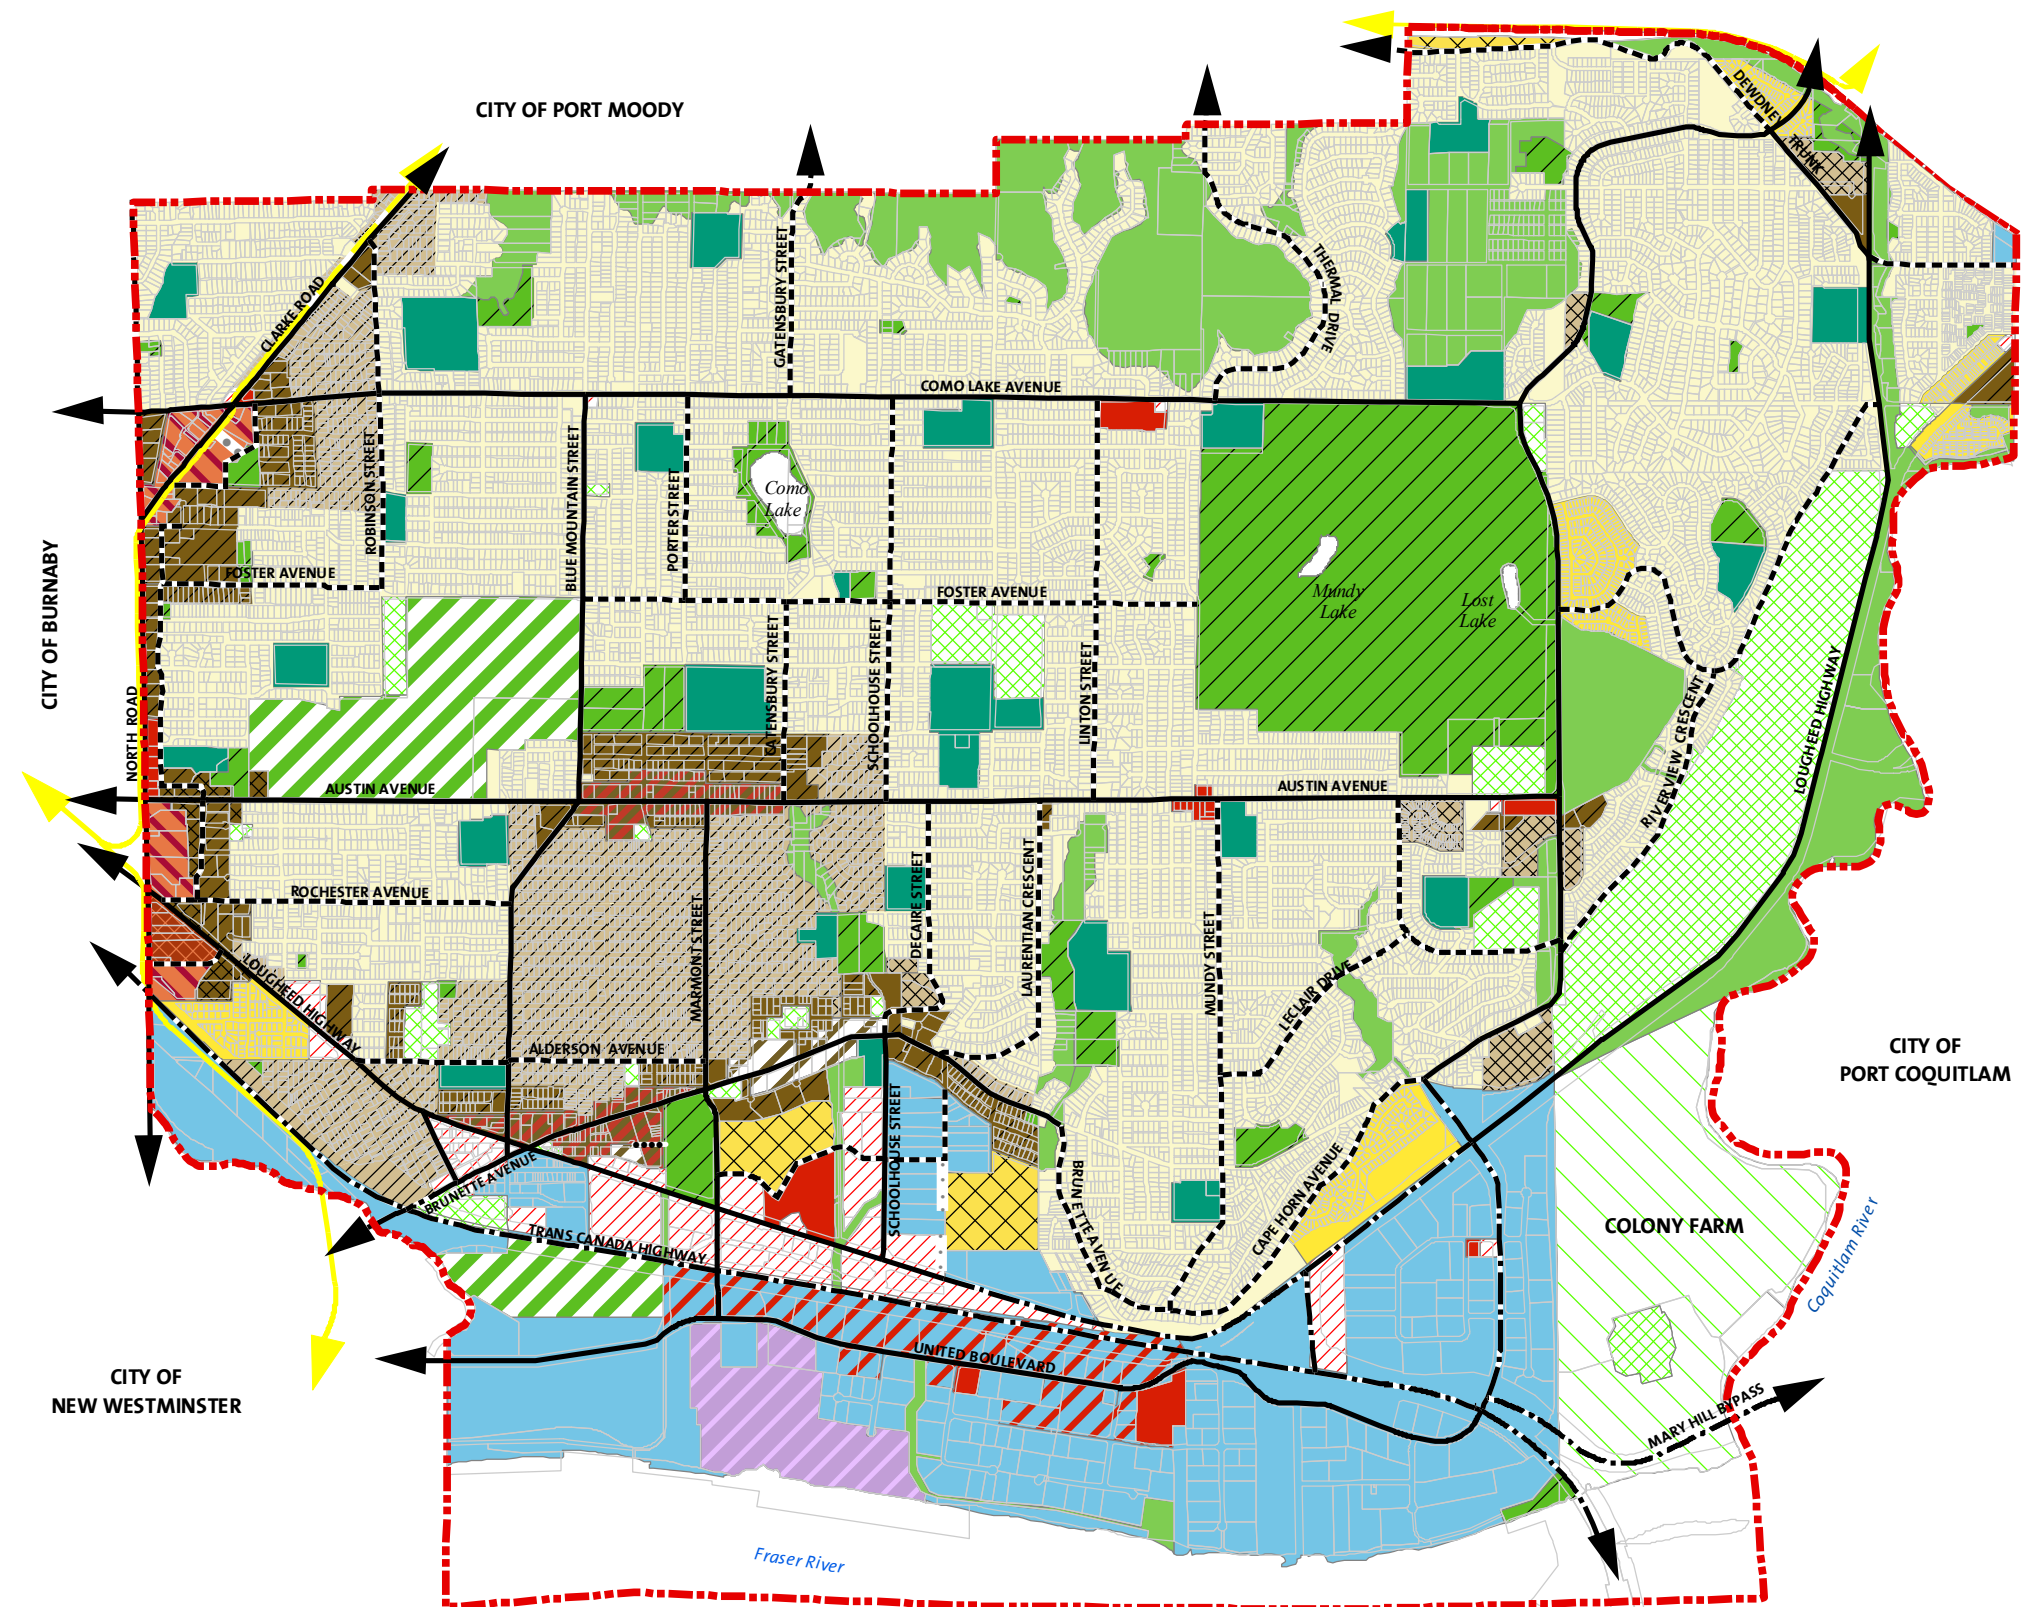 CITY OF PORT MOODY
DEWDNEY
TRUNK
CLARKE ROAD
GATENSBURY STREET
THERMAL DRIVE
COMO LAKE AVENUE
ROBINSON STREET
BLUE MOUNTAIN STREET
PORTER STREET
Como
Lake
CITY OF BURNABY
FOSTER AVENUE
FOSTER AVENUE
Mundy
Lake
Lost
Lake
NORTH ROAD
GATENSBURY STREET
SCHOOLHOUSE STREET
LINTON STREET
RIVERVIEW CRESCENT
LOUGHEED HIGHWAY
AUSTIN AVENUE
AUSTIN AVENUE
ROCHESTER AVENUE
MARMONT STREET
DECAIRE STREET
LAURENTIAN CRESCENT
MUNDY STREET
LECLAIR DRIVE
LOUGHEED HIGHWAY
ALDERSON AVENUE
CITY OF
PORT COQUITLAM
SCHOOLHOUSE STREET
BRUNETTE AVENUE
BRUNETTE AVENUE
CAPE HORN AVENUE
COLONY FARM
Coquitlam River
TRANS CANADA HIGHWAY
UNITED BOULEVARD
CITY OF
NEW WESTMINSTER
MARY HILL BYPASS
Fraser River